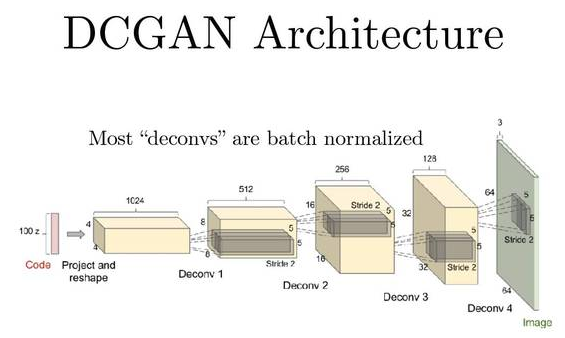 DCGAN Architecture
Most “deconvs” are batch normalized
3
128
256
512
1024
64
5
5
Stride 2
16
Stride 2
5
5
32
8
4
5
5
5
5
100 z
4
Stride 2
16
32
Stride 2
Code
Project and
reshape
Deconv 1
Deconv 2
Deconv 3
Deconv 4
64
Image